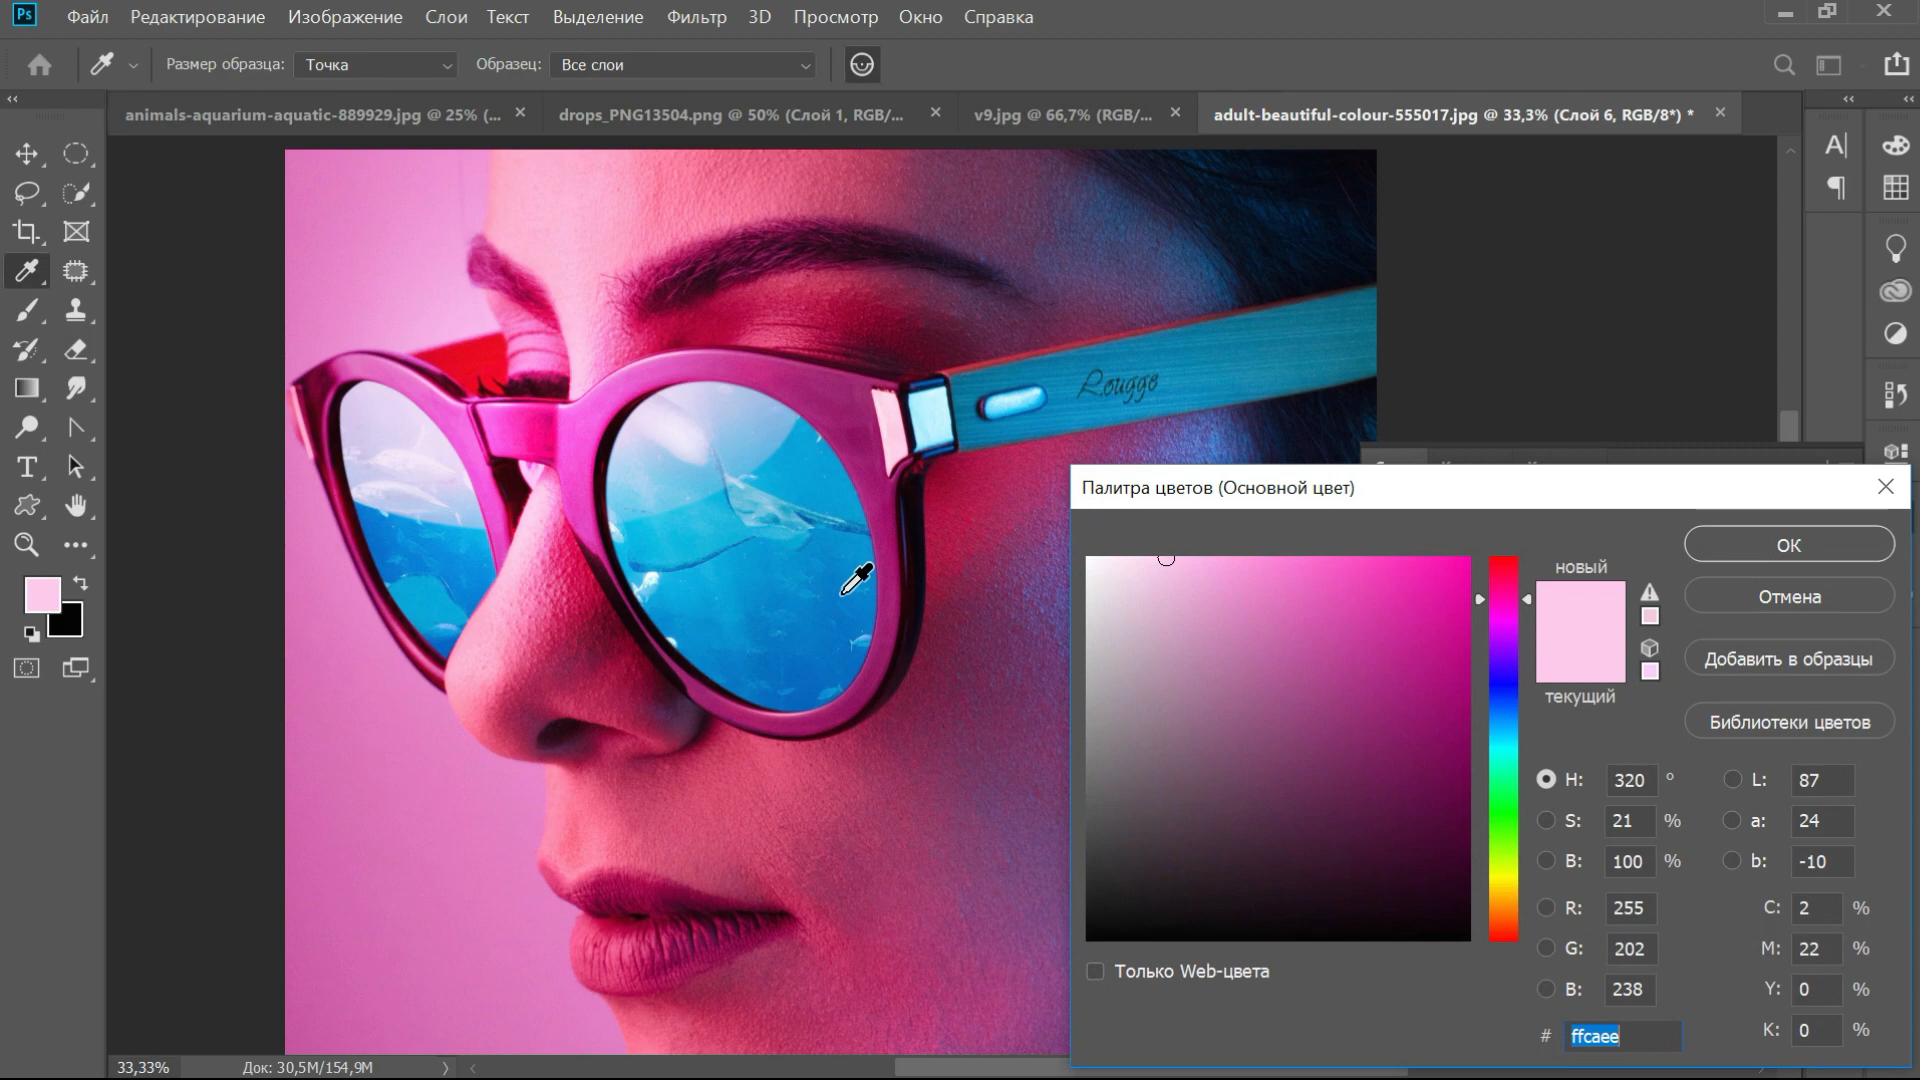 Ps Файл Редактирование Изображение Слои Текст Выделение Фильтр 3D Просмотр Окно Справка
Размер образца: Точка Образец: Все слои
animals-aquarium-aquatic-889929.jpg @ 25% (... drops_PNG13504.png @ 50% (Слой 1, RGB/... v9.jpg @ 66,7% (RGB/... adult-beautiful-colour-555017.jpg @ 33,3% (Слой 6, RGB/8*) *
Rougge
Палитра цветов (Основной цвет)
OK
новый
Отмена
Добавить в образцы
текущий
Библиотеки цветов
H: 320 ° L: 87
S: 21 % a: 24
B: 100 % b: -10
R: 255 C: 2 %
G: 202 M: 22 %
Только Web-цвета
B: 238 Y: 0 %
# ffcaee K: 0 %
33,33% Док: 30,5M/154,9M